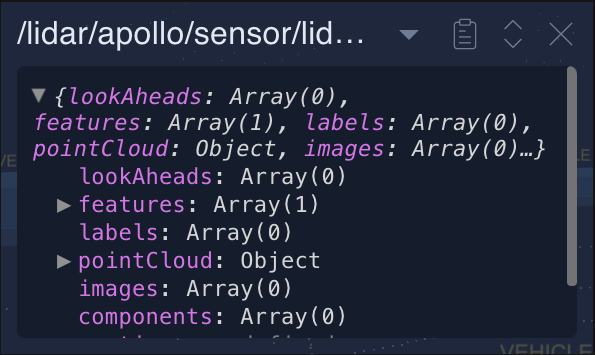 /lidar/apollo/sensor/lid...
▼ {lookAheads: Array(0),
features: Array(1), labels: Array(0),
pointCloud: Object, images: Array(0)…}
lookAheads: Array(0)
▶ features: Array(1)
labels: Array(0)
▶ pointCloud: Object
images: Array(0)
components: Array(0)
VEHICLE